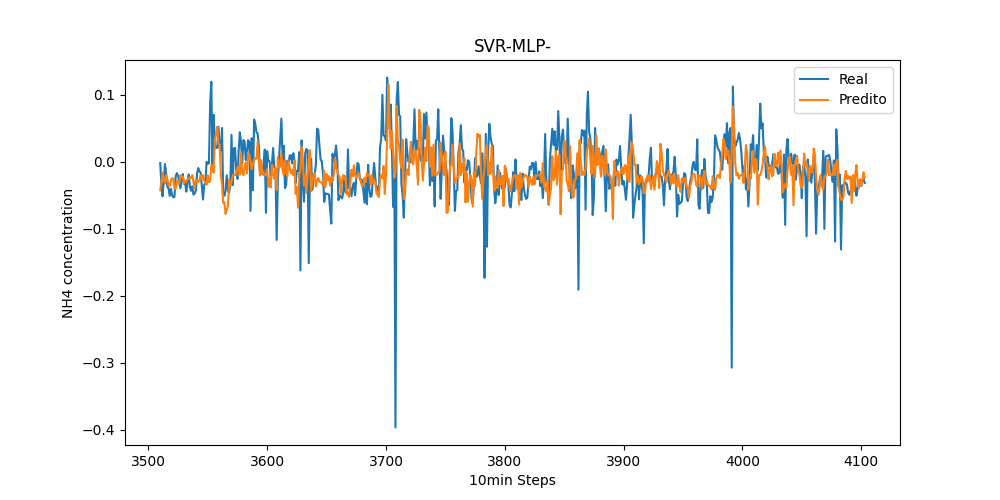 SVR-MLP-
Real
Predito
NH4 concentration
0.1
0.0
−0.1
−0.2
−0.3
−0.4
3500 3600 3700 3800 3900 4000 4100
10min Steps